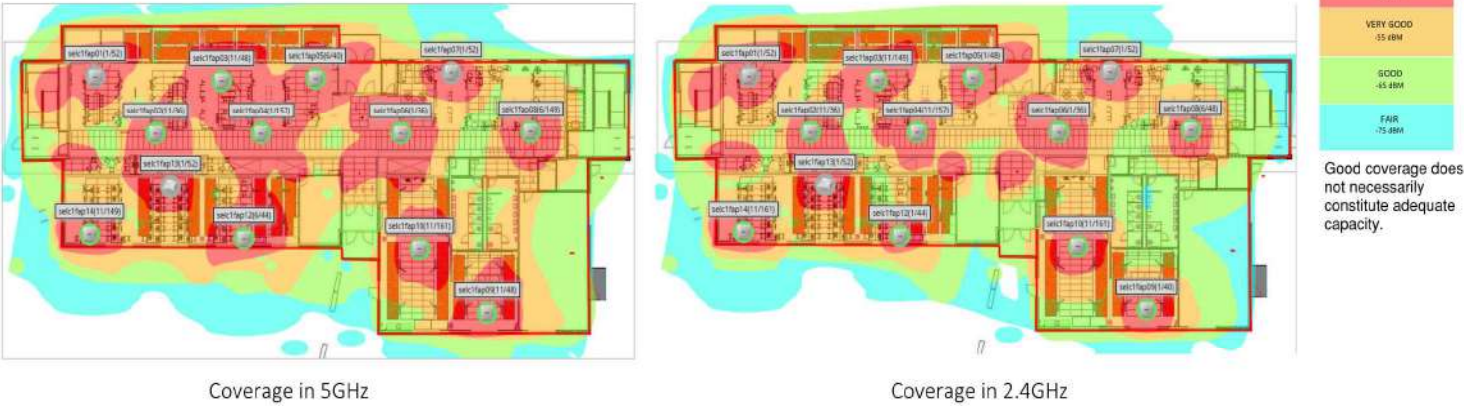 selc1fap01(1/52)
selc1fap03(11/48)
selc1fap05(6/40)
selc1fap07(1/52)
selc1fap02(11/36)
selc1fap04(1/157)
selc1fap06(1/36)
selc1fap08(6/149)
selc1fap13(1/52)
selc1fap14(11/149)
selc1fap12(6/44)
selc1fap10(11/161)
selc1fap09(11/48)
Coverage in 5GHz
selc1fap01(1/52)
selc1fap03(11/149)
selc1fap05(1/48)
selc1fap07(1/52)
selc1fap02(11/36)
selc1fap04(11/157)
selc1fap06(1/36)
selc1fap08(6/48)
selc1fap13(1/52)
selc1fap14(11/161)
selc1fap12(1/44)
selc1fap10(11/161)
selc1fap09(1/40)
Coverage in 2.4GHz
VERY GOOD
-55 dBM
GOOD
-65 dBM
FAIR
-75 dBM
Good coverage does
not necessarily
constitute adequate
capacity.